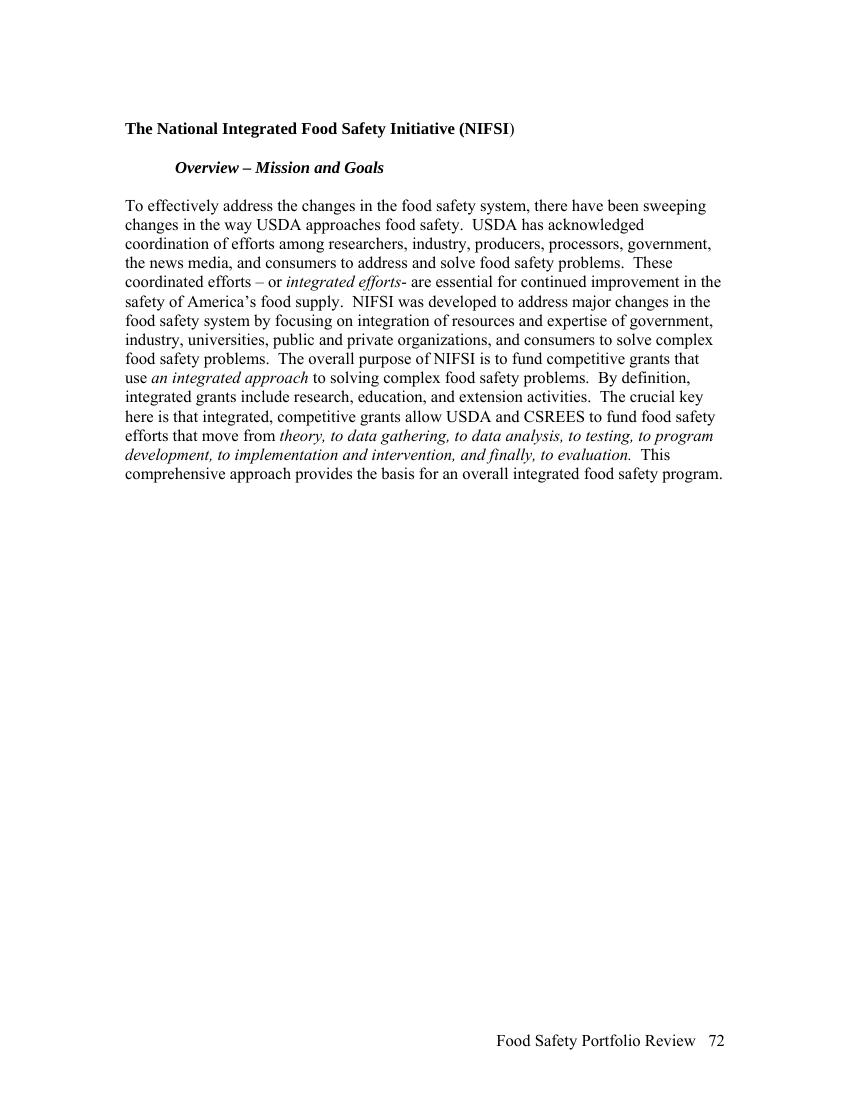 The National Integrated Food Safety Initiative (NIFSI)
Overview – Mission and Goals
To effectively address the changes in the food safety system, there have been sweeping
changes in the way USDA approaches food safety.  USDA has acknowledged
coordination of efforts among researchers, industry, producers, processors, government,
the news media, and consumers to address and solve food safety problems.  These
coordinated efforts – or integrated efforts- are essential for continued improvement in the
safety of America’s food supply.  NIFSI was developed to address major changes in the
food safety system by focusing on integration of resources and expertise of government,
industry, universities, public and private organizations, and consumers to solve complex
food safety problems.  The overall purpose of NIFSI is to fund competitive grants that
use an integrated approach to solving complex food safety problems.  By definition,
integrated grants include research, education, and extension activities.  The crucial key
here is that integrated, competitive grants allow USDA and CSREES to fund food safety
efforts that move from theory, to data gathering, to data analysis, to testing, to program
development, to implementation and intervention, and finally, to evaluation.  This
comprehensive approach provides the basis for an overall integrated food safety program.
Food Safety Portfolio Review   72